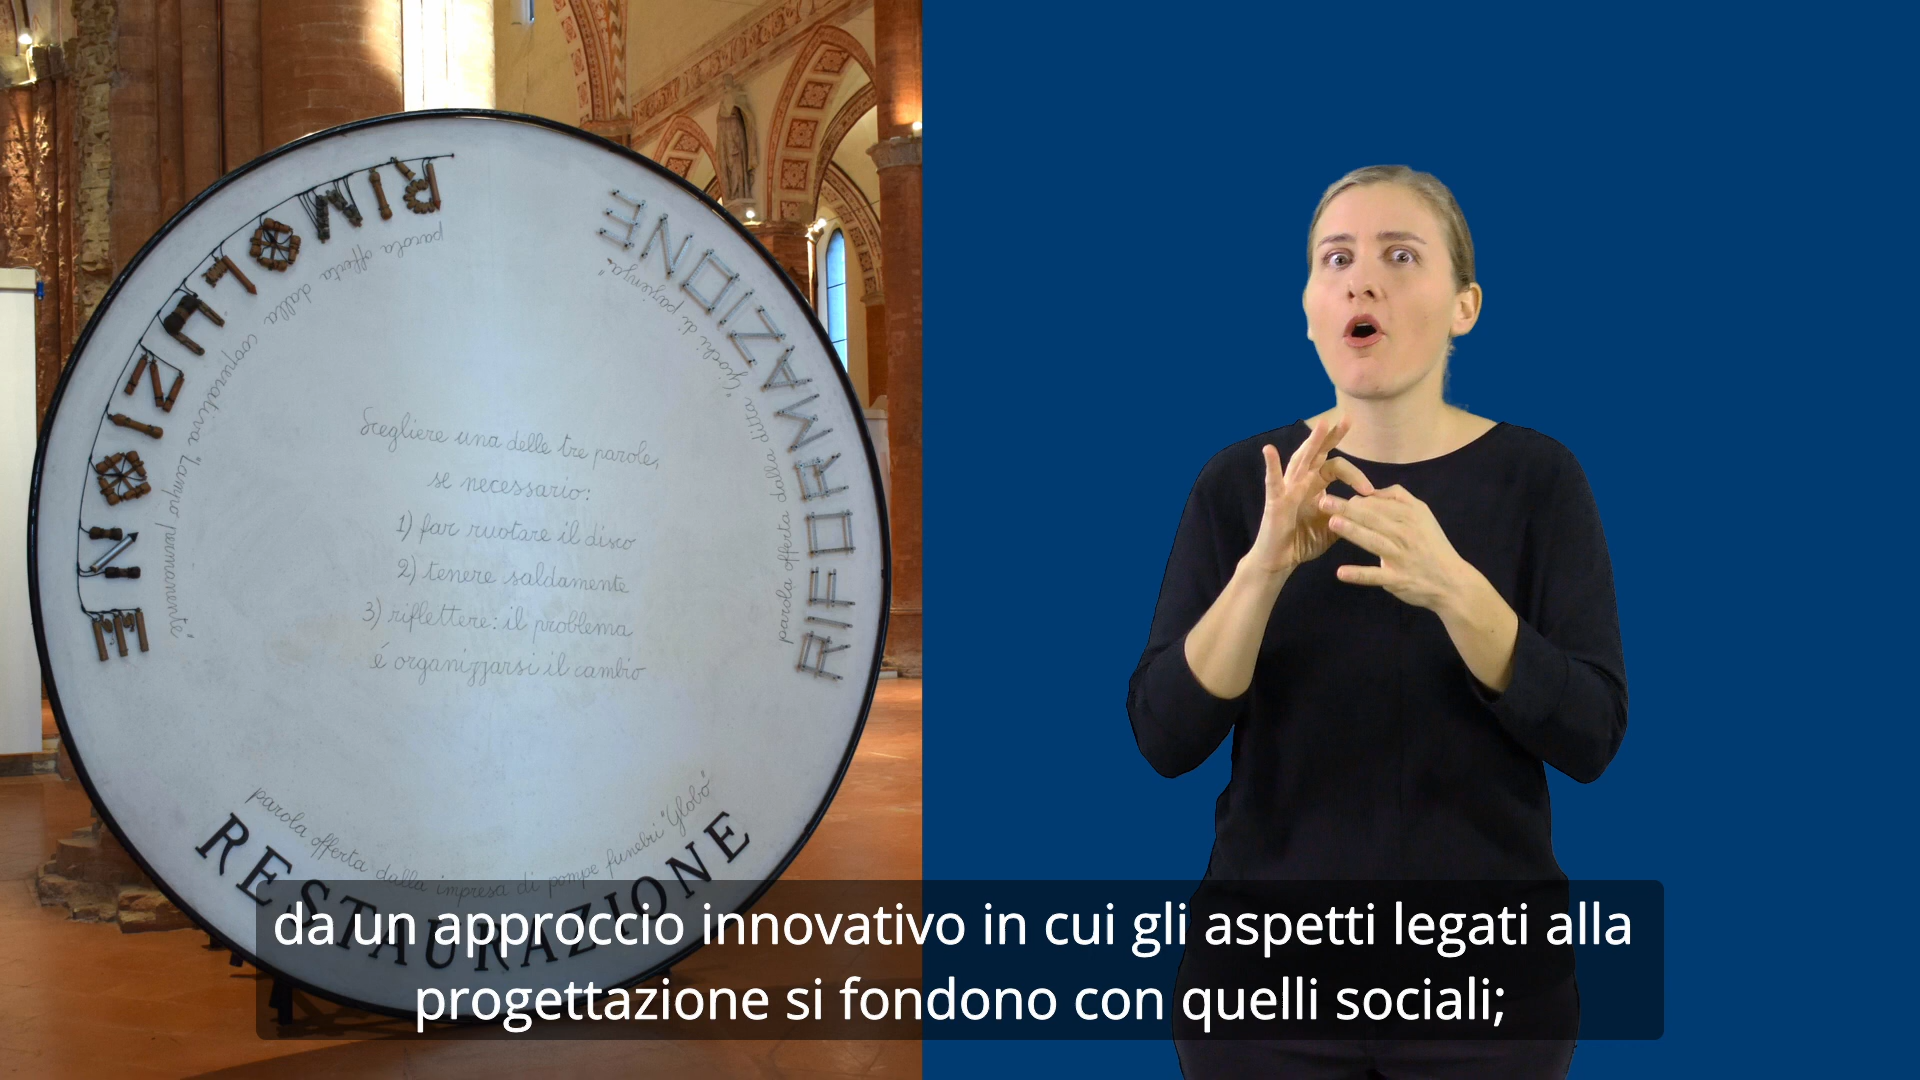 RIVOLUZIONE
parola offerta dalla cooperativa "Lampo permanente"
RIFORMAZIONE
parola offerta dalla ditta "Giochi di pazienza"
Scegliere una delle tre parole,
se necessario:
1) far ruotare il disco
2) tenere saldamente
3) riflettere: il problema
é organizzarsi il cambio
parola offerta dalla impresa di pompe funebri "Globo"
RESTAURAZIONE
da un approccio innovativo in cui gli aspetti legati alla
progettazione si fondono con quelli sociali;